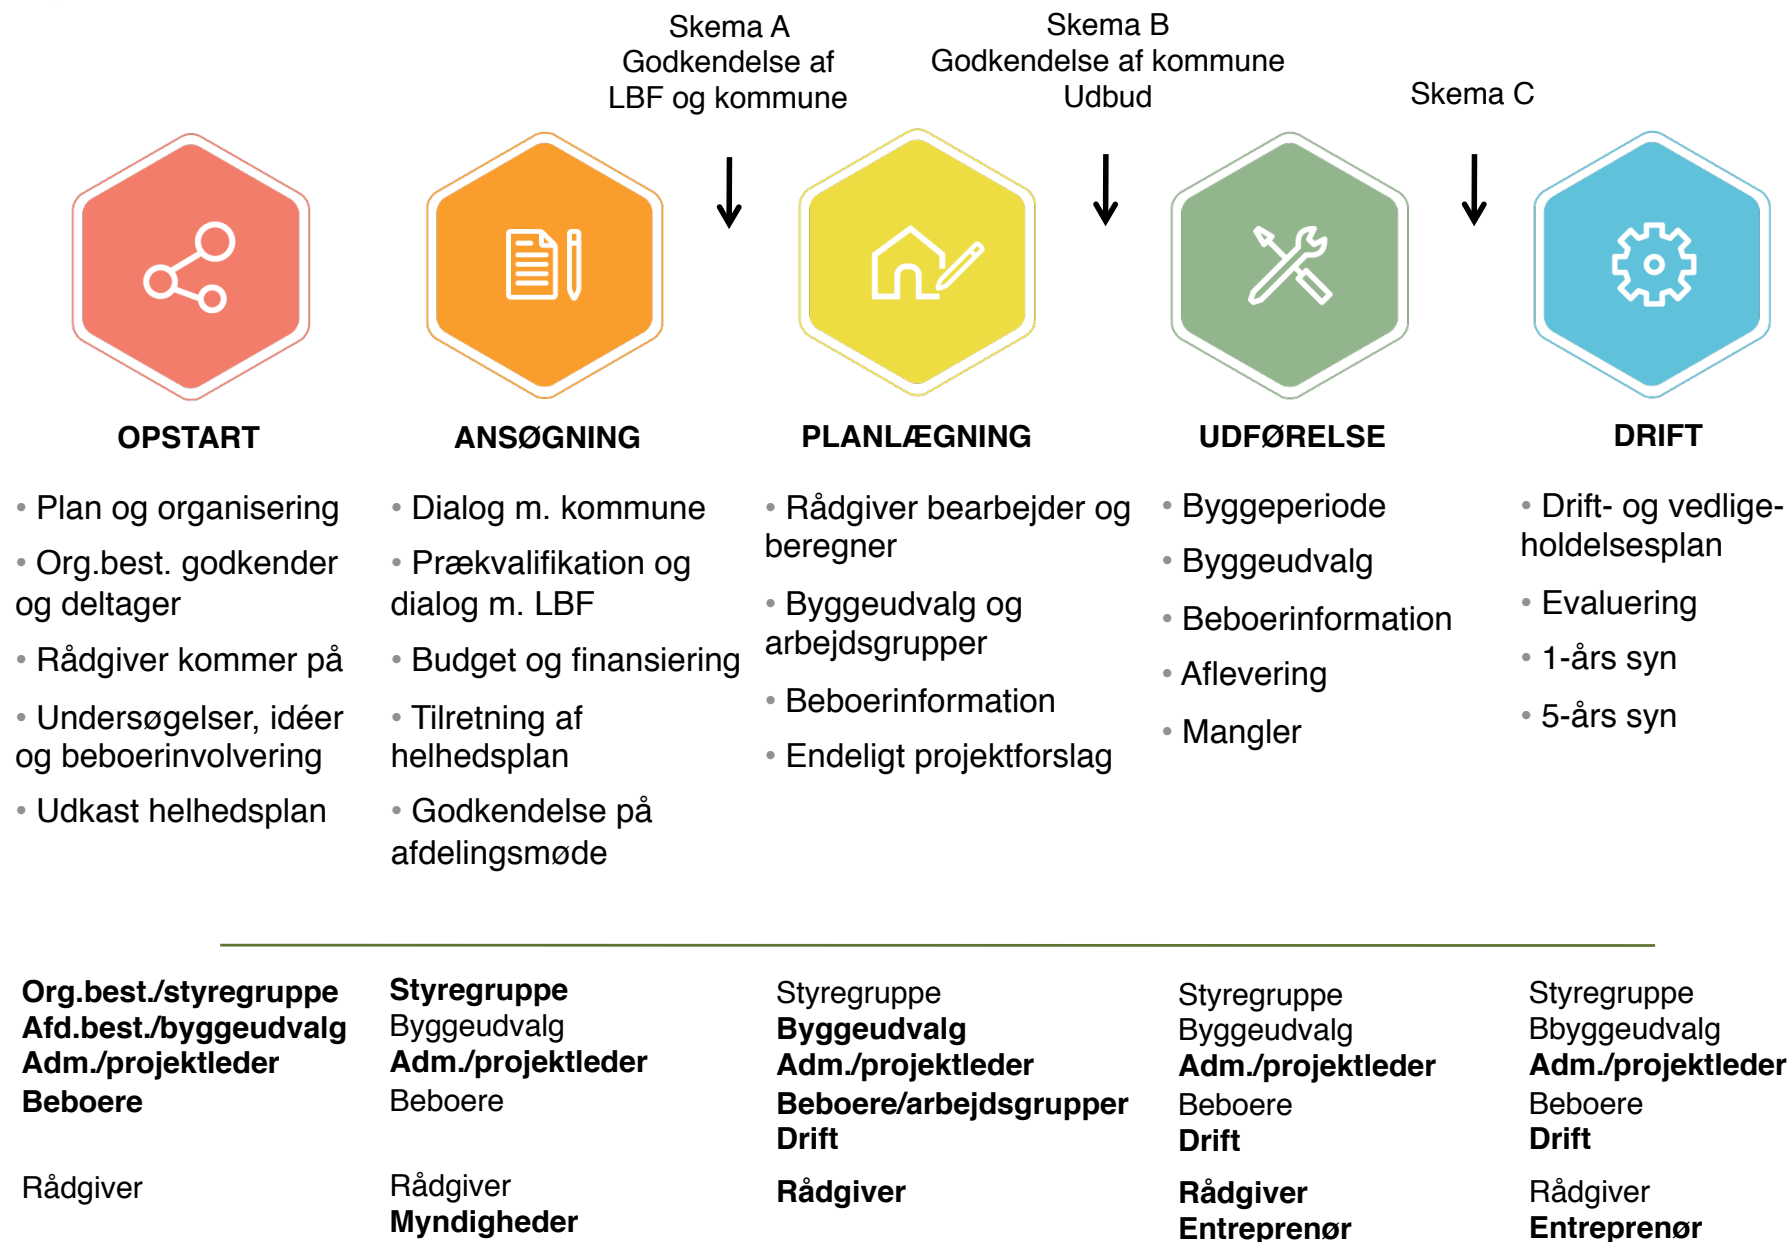 Skema A
Godkendelse af
LBF og kommune
Skema B
Godkendelse af kommune
Udbud
Skema C
OPSTART
• Plan og organisering
• Org.best. godkender
og deltager
• Rådgiver kommer på
• Undersøgelser, idéer
og beboerinvolvering
• Udkast helhedsplan
ANSØGNING
• Dialog m. kommune
• Prækvalifikation og
dialog m. LBF
• Budget og finansiering
• Tilretning af
helhedsplan
• Godkendelse på
afdelingsmøde
PLANLÆGNING
• Rådgiver bearbejder og
beregner
• Byggeudvalg og
arbejdsgrupper
• Beboerinformation
• Endeligt projektforslag
UDFØRELSE
• Byggeperiode
• Byggeudvalg
• Beboerinformation
• Aflevering
• Mangler
DRIFT
• Drift- og vedlige-
holdelsesplan
• Evaluering
• 1-års syn
• 5-års syn
Org.best./styregruppe
Afd.best./byggeudvalg
Adm./projektleder
Beboere
Rådgiver
Styregruppe
Byggeudvalg
Adm./projektleder
Beboere
Rådgiver
Myndigheder
Styregruppe
Byggeudvalg
Adm./projektleder
Beboere/arbejdsgrupper
Drift
Rådgiver
Styregruppe
Byggeudvalg
Adm./projektleder
Beboere
Drift
Rådgiver
Entreprenør
Styregruppe
Bbyggeudvalg
Adm./projektleder
Beboere
Drift
Rådgiver
Entreprenør